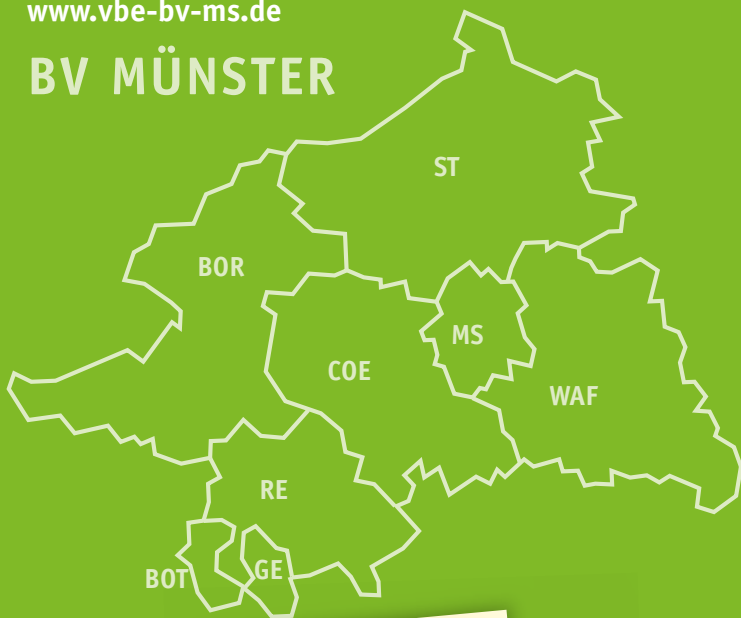 www.vbe-bv-ms.de
BV MÜNSTER
ST
BOR
MS
COE
WAF
RE
GE
BOT